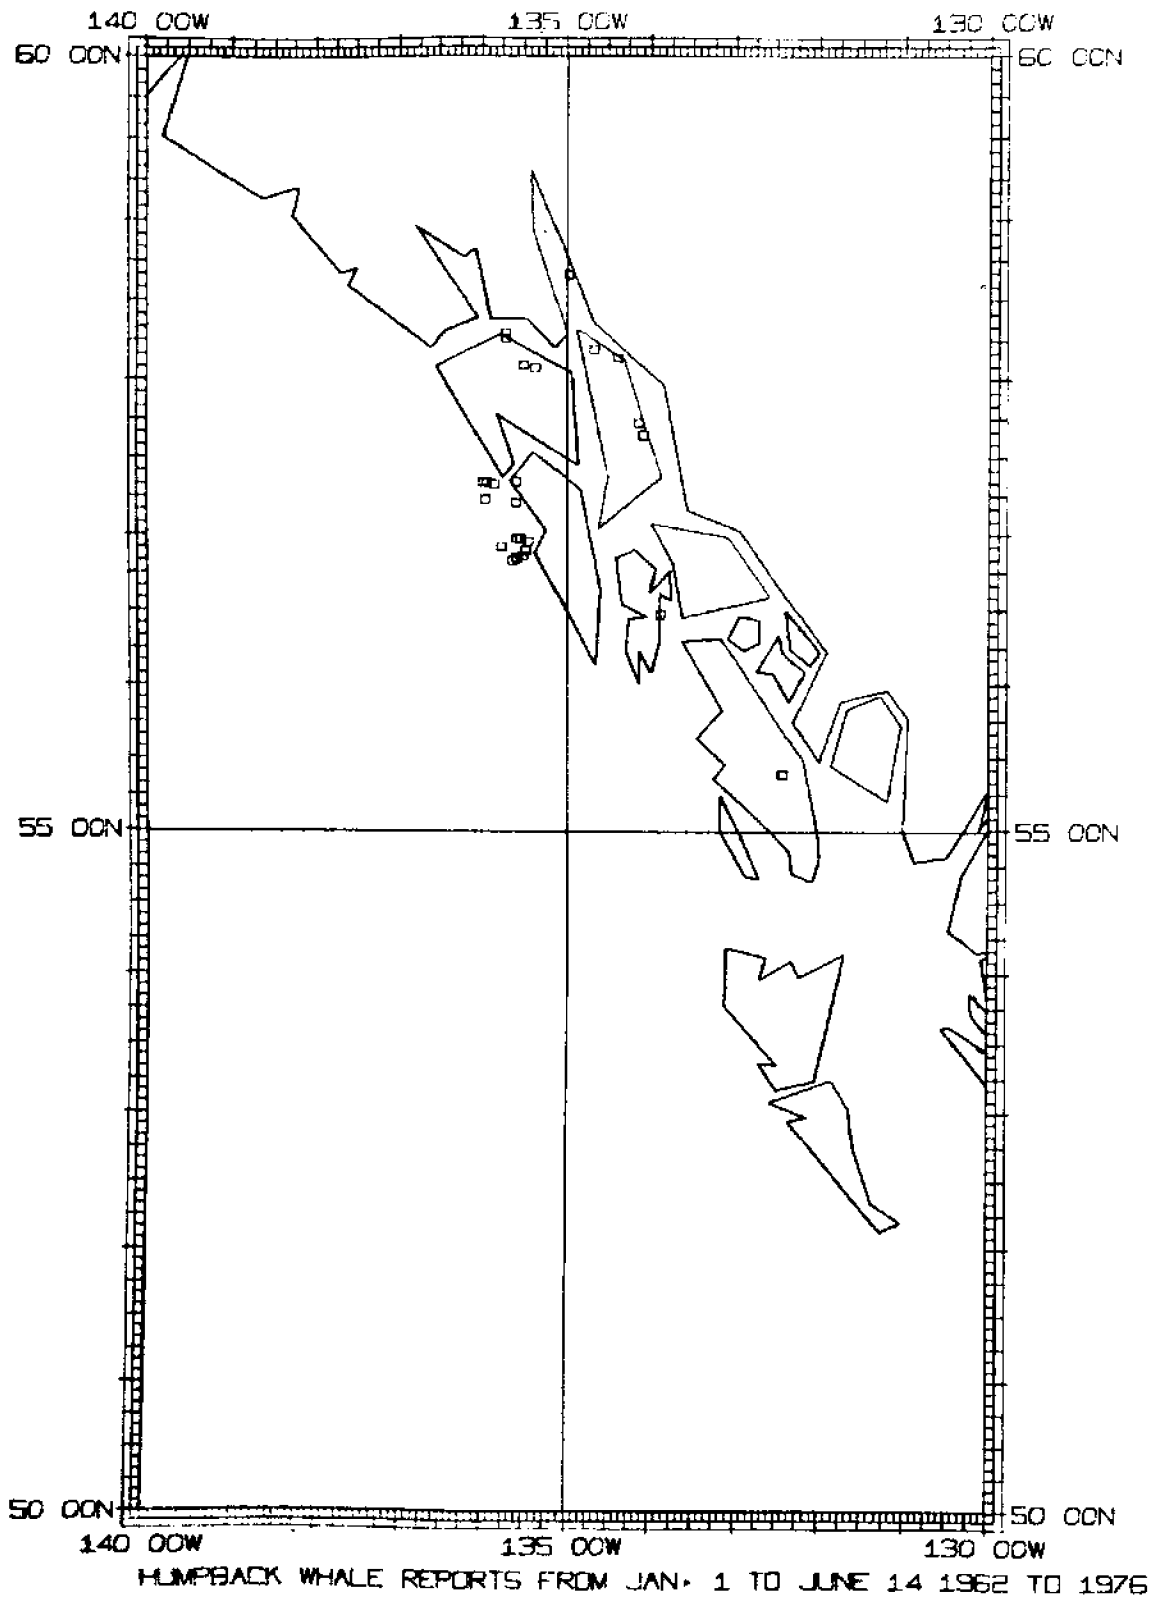 140 00W 135 00W 130 00W
60 00N 60 00N
55 00N 55 00N
50 00N 50 00N
140 00W 135 00W 130 00W
HUMPBACK WHALE REPORTS FROM JAN. 1 TO JUNE 14 1962 TO 1976